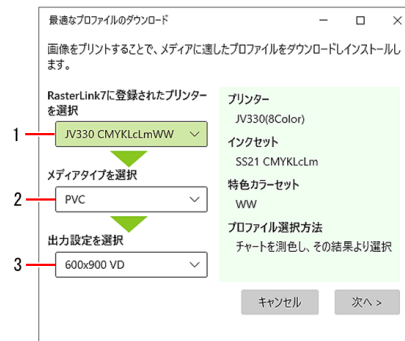 最適なプロファイルのダウンロード
画像をプリントすることで、メディアに適したプロファイルをダウンロードしインストールし
ます。
RasterLink7に登録されたプリンター
を選択
1
JV330 CMYKLcLmWW
メディアタイプを選択
2
PVC
出力設定を選択
3
600x900 VD
プリンター
JV330(8Color)
インクセット
SS21 CMYKLcLm
特色カラーセット
WW
プロファイル選択方法
チャートを測色し、その結果より選択
キャンセル
次へ >